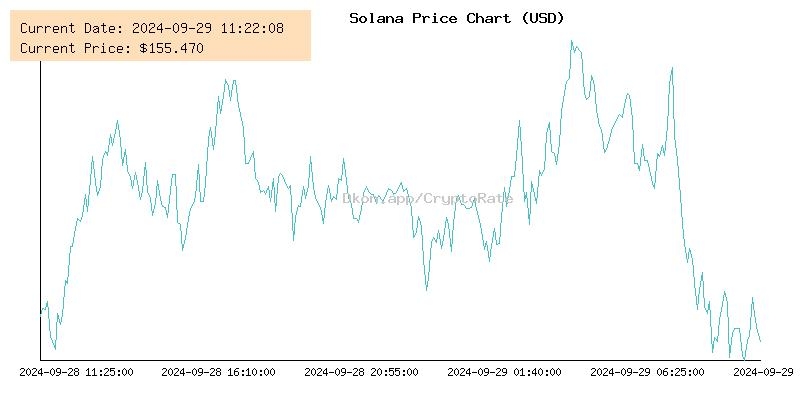 Solana Price Chart (USD)
Current Date: 2024-09-29 11:22:08
Current Price: $155.470
Dkom.app/CryptoRate
2024-09-28 11:25:00
2024-09-28 16:10:00
2024-09-28 20:55:00
2024-09-29 01:40:00
2024-09-29 06:25:00
2024-09-29